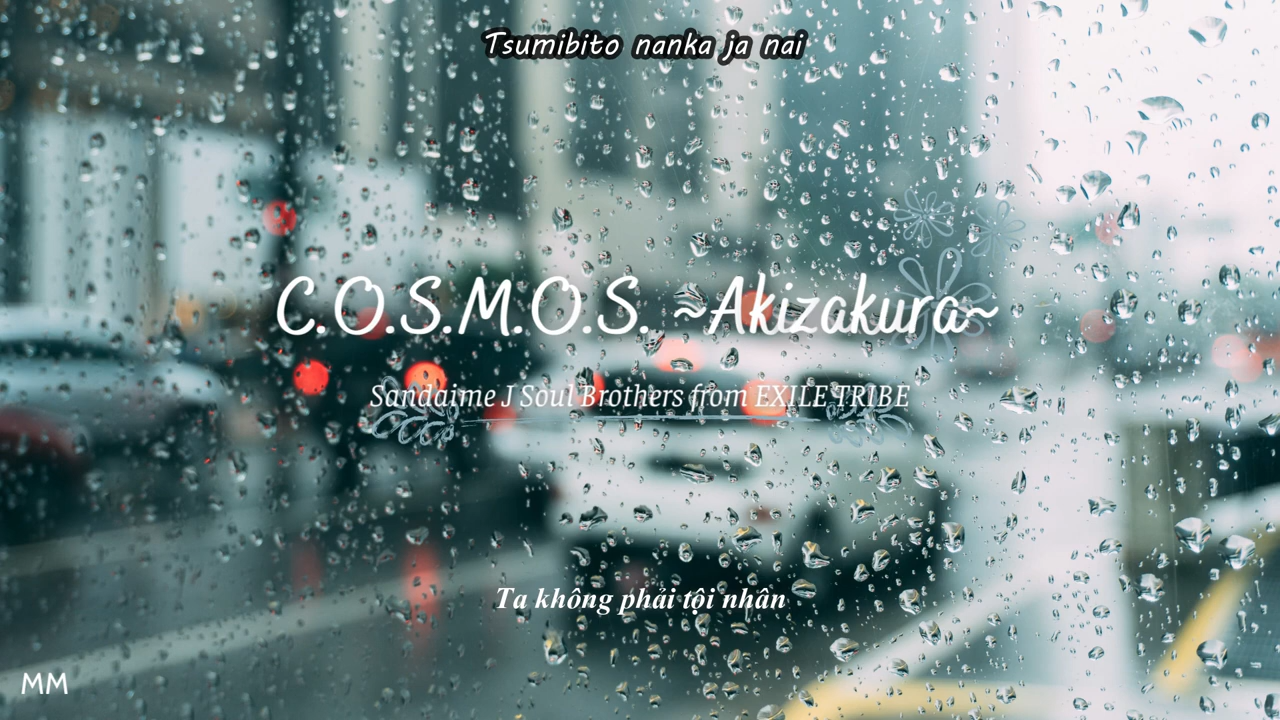 Tsumibito nanka ja nai
C.O.S.M.O.S. ~Akizakura~
Sandaime J Soul Brothers from EXILE TRIBE
Ta không phải tội nhân
MM